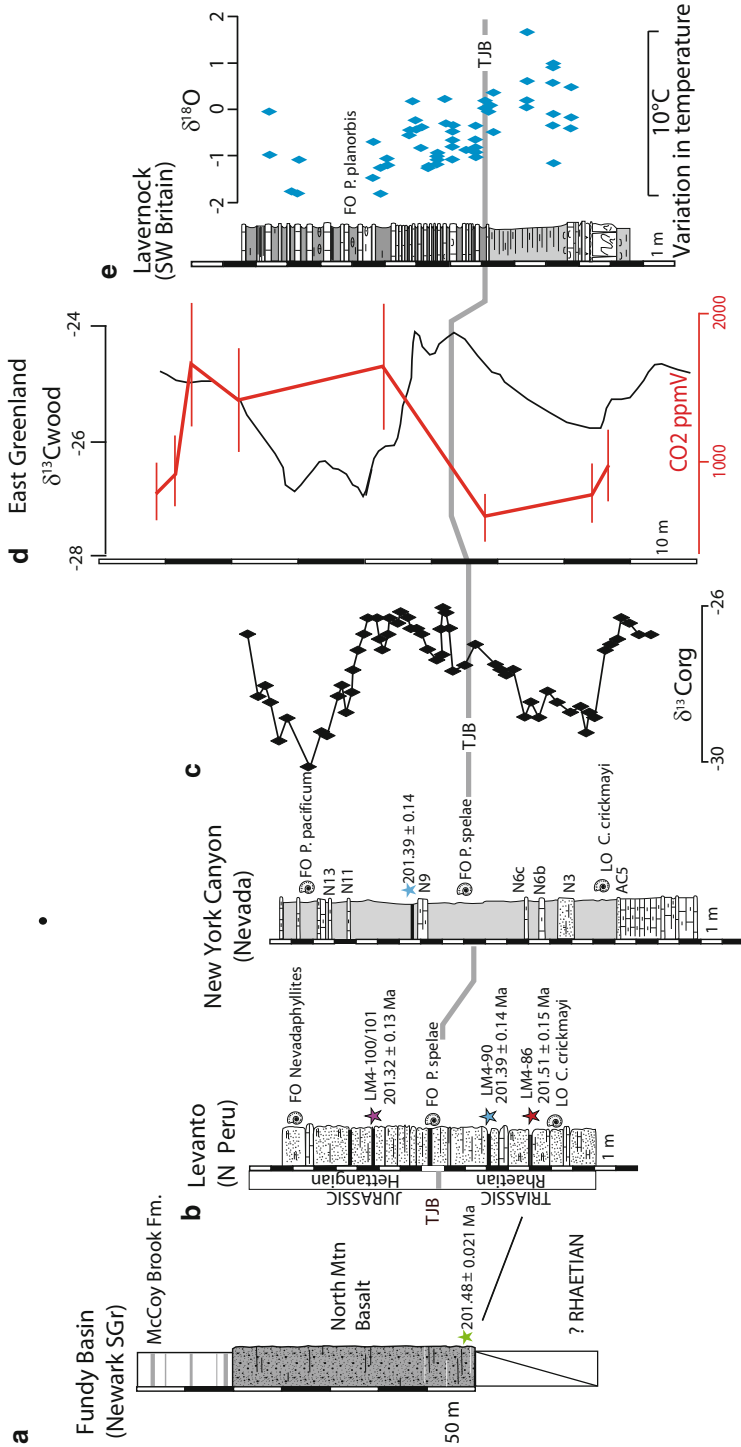 a
Fundy Basin
(Newark SGr)
McCoy Brook Fm.
North Mtn
Basalt
201.48± 0.021 Ma
? RHAETIAN
50 m
b
Levanto
(N Peru)
FO Nevadaphyllites
LM4-100/101
201.32 ± 0.13 Ma
FO P. spelae
LM4-90
201.39 ± 0.14 Ma
LM4-86
201.51 ± 0.15 Ma
LO C. crickmayi
JURASSIC
Hettangian
TJB
TRIASSIC
Rhaetian
1 m
New York Canyon
(Nevada)
FO P. pacificum
N13
N11
201.39 ± 0.14
N9
FO P. spelae
N6c
N6b
N3
LO C. crickmayi
AC5
1 m
c
TJB
-30
-26
δ13 Corg
d
East Greenland
δ13Cwood
-28
-26
-24
10 m
1000
2000
CO2 ppmV
e
Lavernock
(SW Britain)
δ18O
-2
-1
0
1
2
FO P. planorbis
TJB
1 m
10°C
Variation in temperature